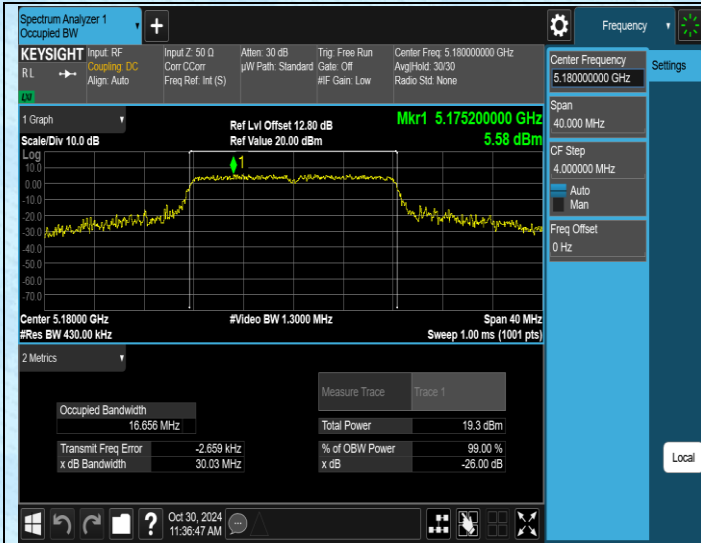 Spectrum Analyzer 1
Occupied BW
Frequency
KEYSIGHT
RL
LXI
Input: RF
Coupling: DC
Align: Auto
Input Z: 50 Ω
Corr CCorr
Freq Ref: Int (S)
Atten: 30 dB
µW Path: Standard
Trig: Free Run
Gate: Off
#IF Gain: Low
Center Freq: 5.180000000 GHz
Avg|Hold: 30/30
Radio Std: None
Center Frequency
5.180000000 GHz
Settings
Span
40.000 MHz
CF Step
4.000000 MHz
Auto
Man
Freq Offset
0 Hz
Local
1 Graph
Scale/Div 10.0 dB
Ref Lvl Offset 12.80 dB
Ref Value 20.00 dBm
Mkr1 5.175200000 GHz
5.58 dBm
Log
10.0
0.00
-10.0
-20.0
-30.0
-40.0
-50.0
-60.0
-70.0
1
Center 5.18000 GHz
#Res BW 430.00 kHz
#Video BW 1.3000 MHz
Span 40 MHz
Sweep 1.00 ms (1001 pts)
2 Metrics
Measure Trace Trace 1
Occupied Bandwidth
16.656 MHz
Total Power 19.3 dBm
Transmit Freq Error -2.659 kHz
% of OBW Power 99.00 %
x dB Bandwidth 30.03 MHz
x dB -26.00 dB
?
Oct 30, 2024
11:36:47 AM